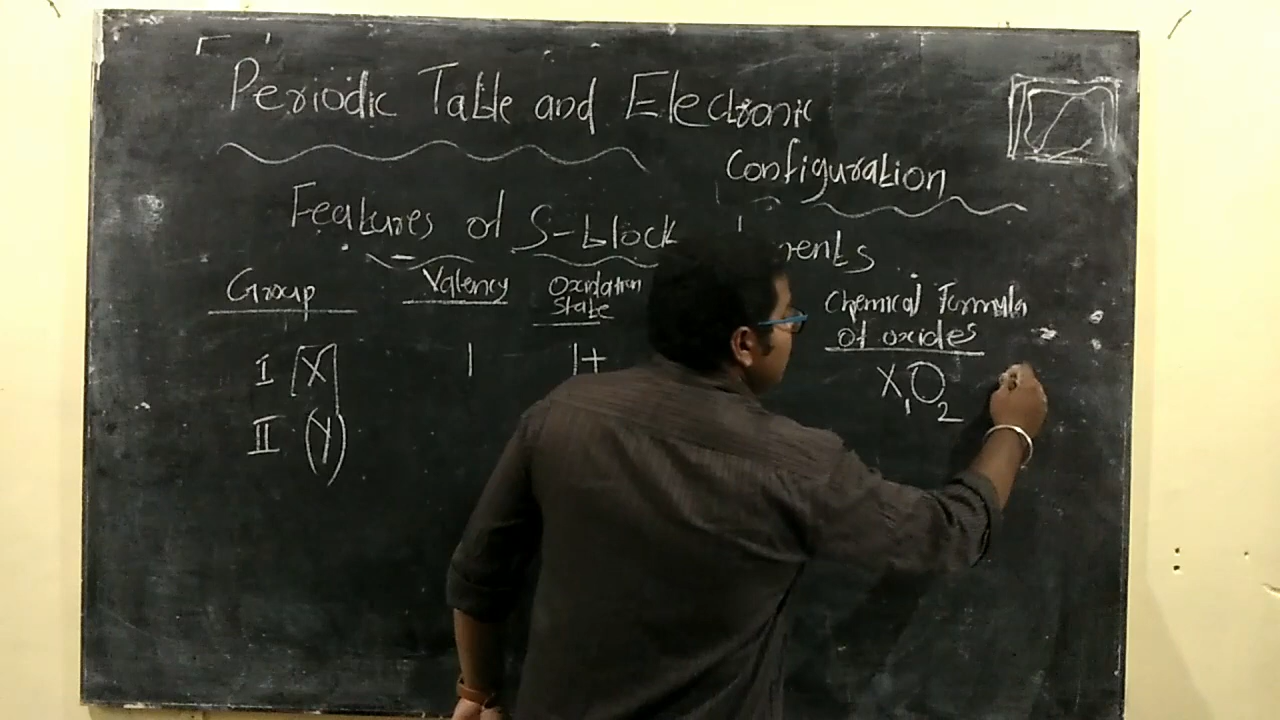 Periodic Table and Electronic
Configuration
Features of S-block ments
Group Valency Oxidation State Chemical Formula of oxides
I [X] 1 1+ X1O2
II (Y)